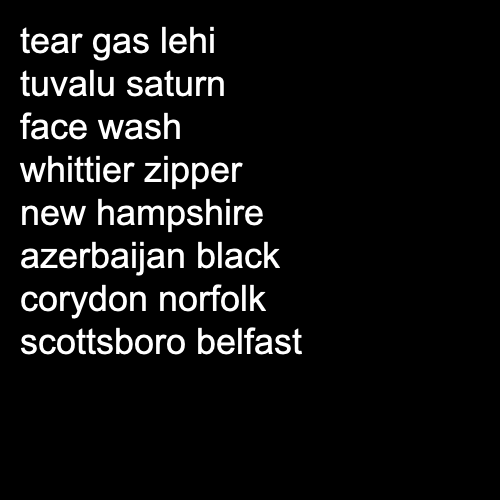 tear gas lehi
tuvalu saturn
face wash
whittier zipper
new hampshire
azerbaijan black
corydon norfolk
scottsboro belfast